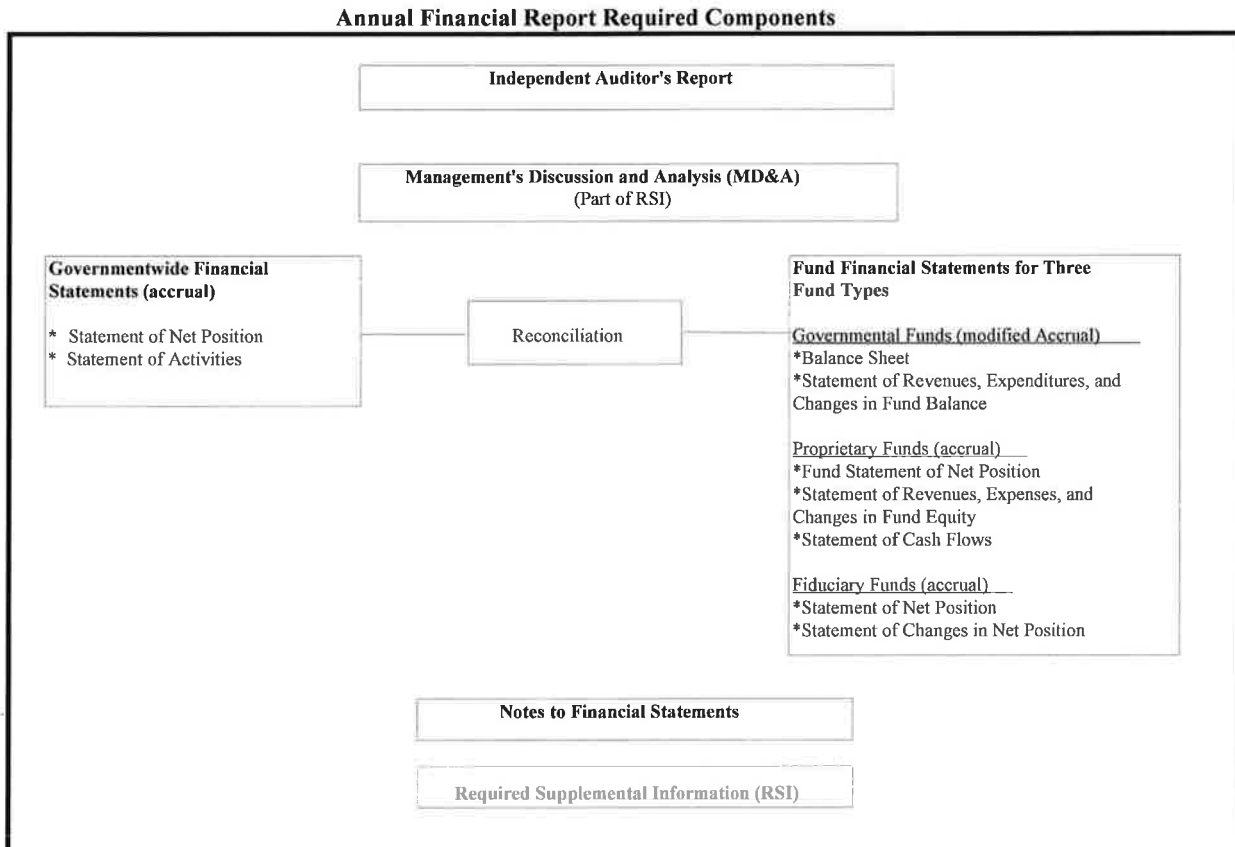 Annual Financial Report Required Components
Independent Auditor's Report
Management's Discussion and Analysis (MD&A)
(Part of RSI)
Governmentwide Financial
Statements (accrual)
* Statement of Net Position
* Statement of Activities
Reconciliation
Fund Financial Statements for Three
Fund Types
Governmental Funds (modified Accrual)
*Balance Sheet
*Statement of Revenues, Expenditures, and
Changes in Fund Balance
Proprietary Funds (accrual)
*Fund Statement of Net Position
*Statement of Revenues, Expenses, and
Changes in Fund Equity
*Statement of Cash Flows
Fiduciary Funds (accrual)
*Statement of Net Position
*Statement of Changes in Net Position
Notes to Financial Statements
Required Supplemental Information (RSI)